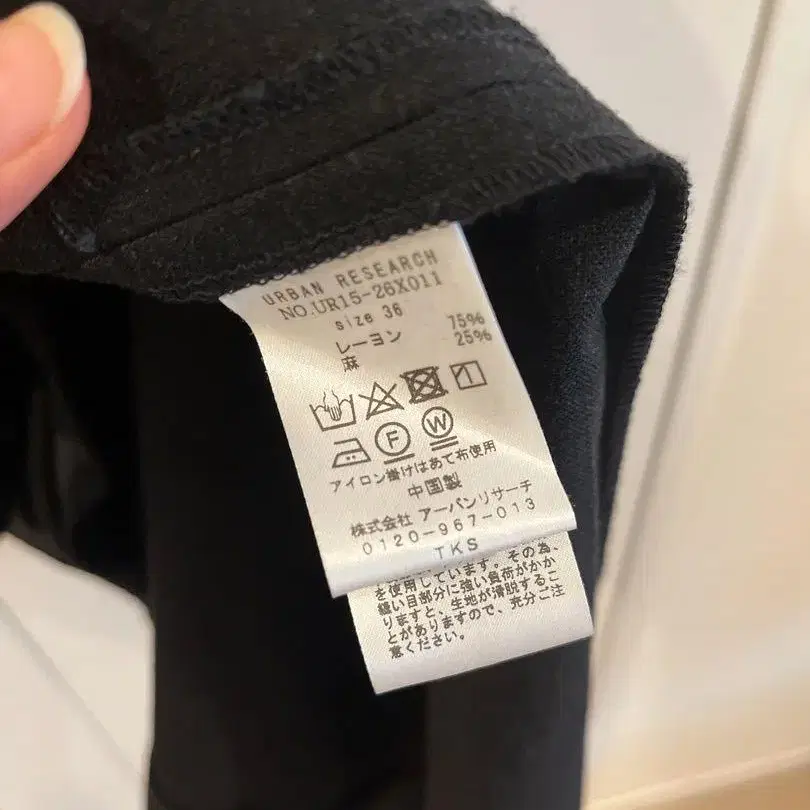 URBAN RESEARCH
NO.UR15-26X011
size 36
レーヨン 75%
麻 25%
F W
アイロン掛けはあて布使用
中国製
株式会社 アーバンリサーチ
0120-967-013
TKS
を使用しています。その為、
縫い目部分に強い負荷がかか
りますと、生地が滑脱するこ
とがありますので、充分ご注
意ください。